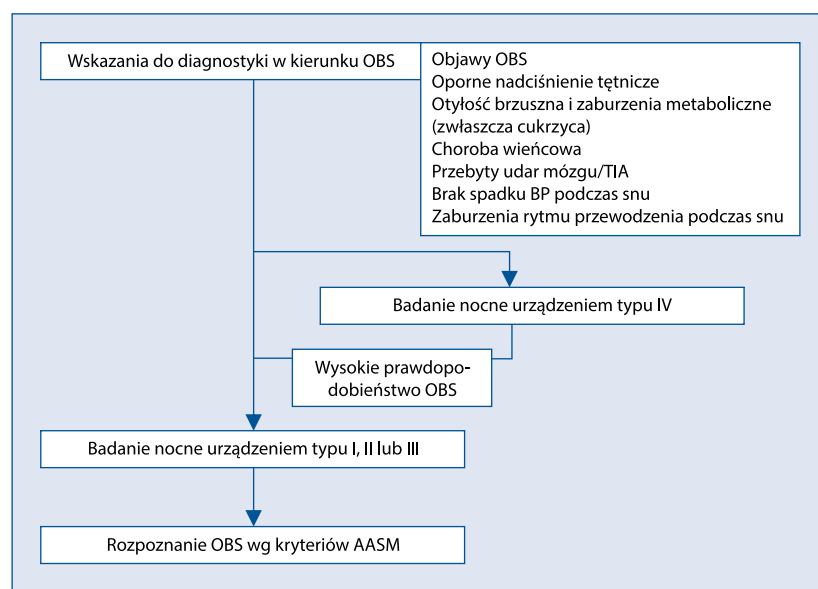 Wskazania do diagnostyki w kierunku OBS
Objawy OBS
Oporne nadciśnienie tętnicze
Otyłość brzuszna i zaburzenia metaboliczne
(zwłaszcza cukrzyca)
Choroba wieńcowa
Przebyty udar mózgu/TIA
Brak spadku BP podczas snu
Zaburzenia rytmu przewodzenia podczas snu
Badanie nocne urządzeniem typu IV
Wysokie prawdopo-
dobieństwo OBS
Badanie nocne urządzeniem typu I, II lub III
Rozpoznanie OBS wg kryteriów AASM